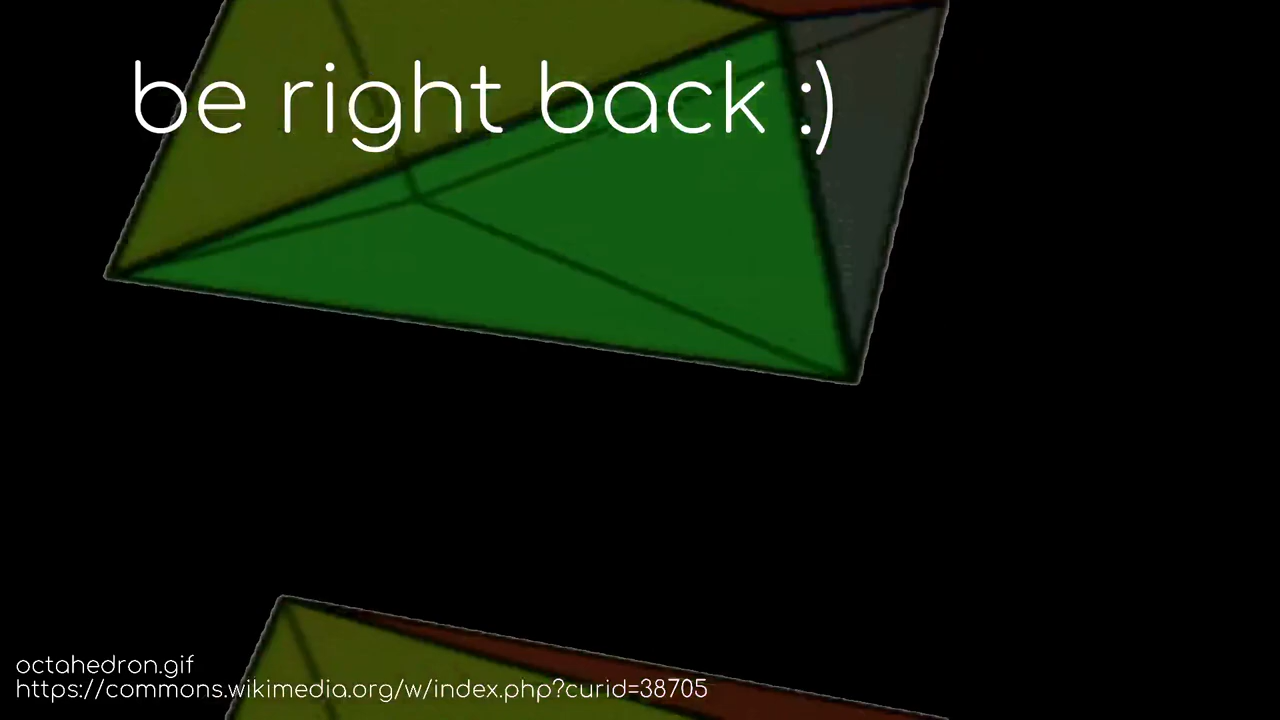 be right back :)
octahedron.gif
https://commons.wikimedia.org/w/index.php?curid=38705